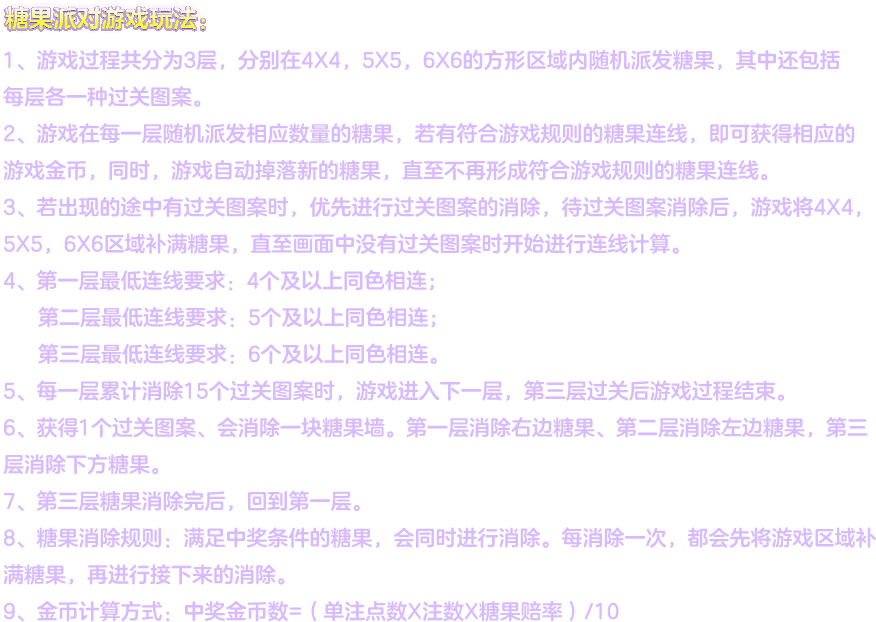 糖果派对游戏玩法：
1、游戏过程共分为3层，分别在4X4，5X5，6X6的方形区域内随机派发糖果，其中还包括
每层各一种过关图案。
2、游戏在每一层随机派发相应数量的糖果，若有符合游戏规则的糖果连线，即可获得相应的
游戏金币，同时，游戏自动掉落新的糖果，直至不再形成符合游戏规则的糖果连线。
3、若出现的途中有过关图案时，优先进行过关图案的消除，待过关图案消除后，游戏将4X4，
5X5，6X6区域补满糖果，直至画面中没有过关图案时开始进行连线计算。
4、第一层最低连线要求：4个及以上同色相连；
第二层最低连线要求：5个及以上同色相连；
第三层最低连线要求：6个及以上同色相连。
5、每一层累计消除15个过关图案时，游戏进入下一层，第三层过关后游戏过程结束。
6、获得1个过关图案、会消除一块糖果墙。第一层消除右边糖果、第二层消除左边糖果，第三
层消除下方糖果。
7、第三层糖果消除完后，回到第一层。
8、糖果消除规则：满足中奖条件的糖果，会同时进行消除。每消除一次，都会先将游戏区域补
满糖果，再进行接下来的消除。
9、金币计算方式：中奖金币数=（单注点数X注数X糖果赔率）/10